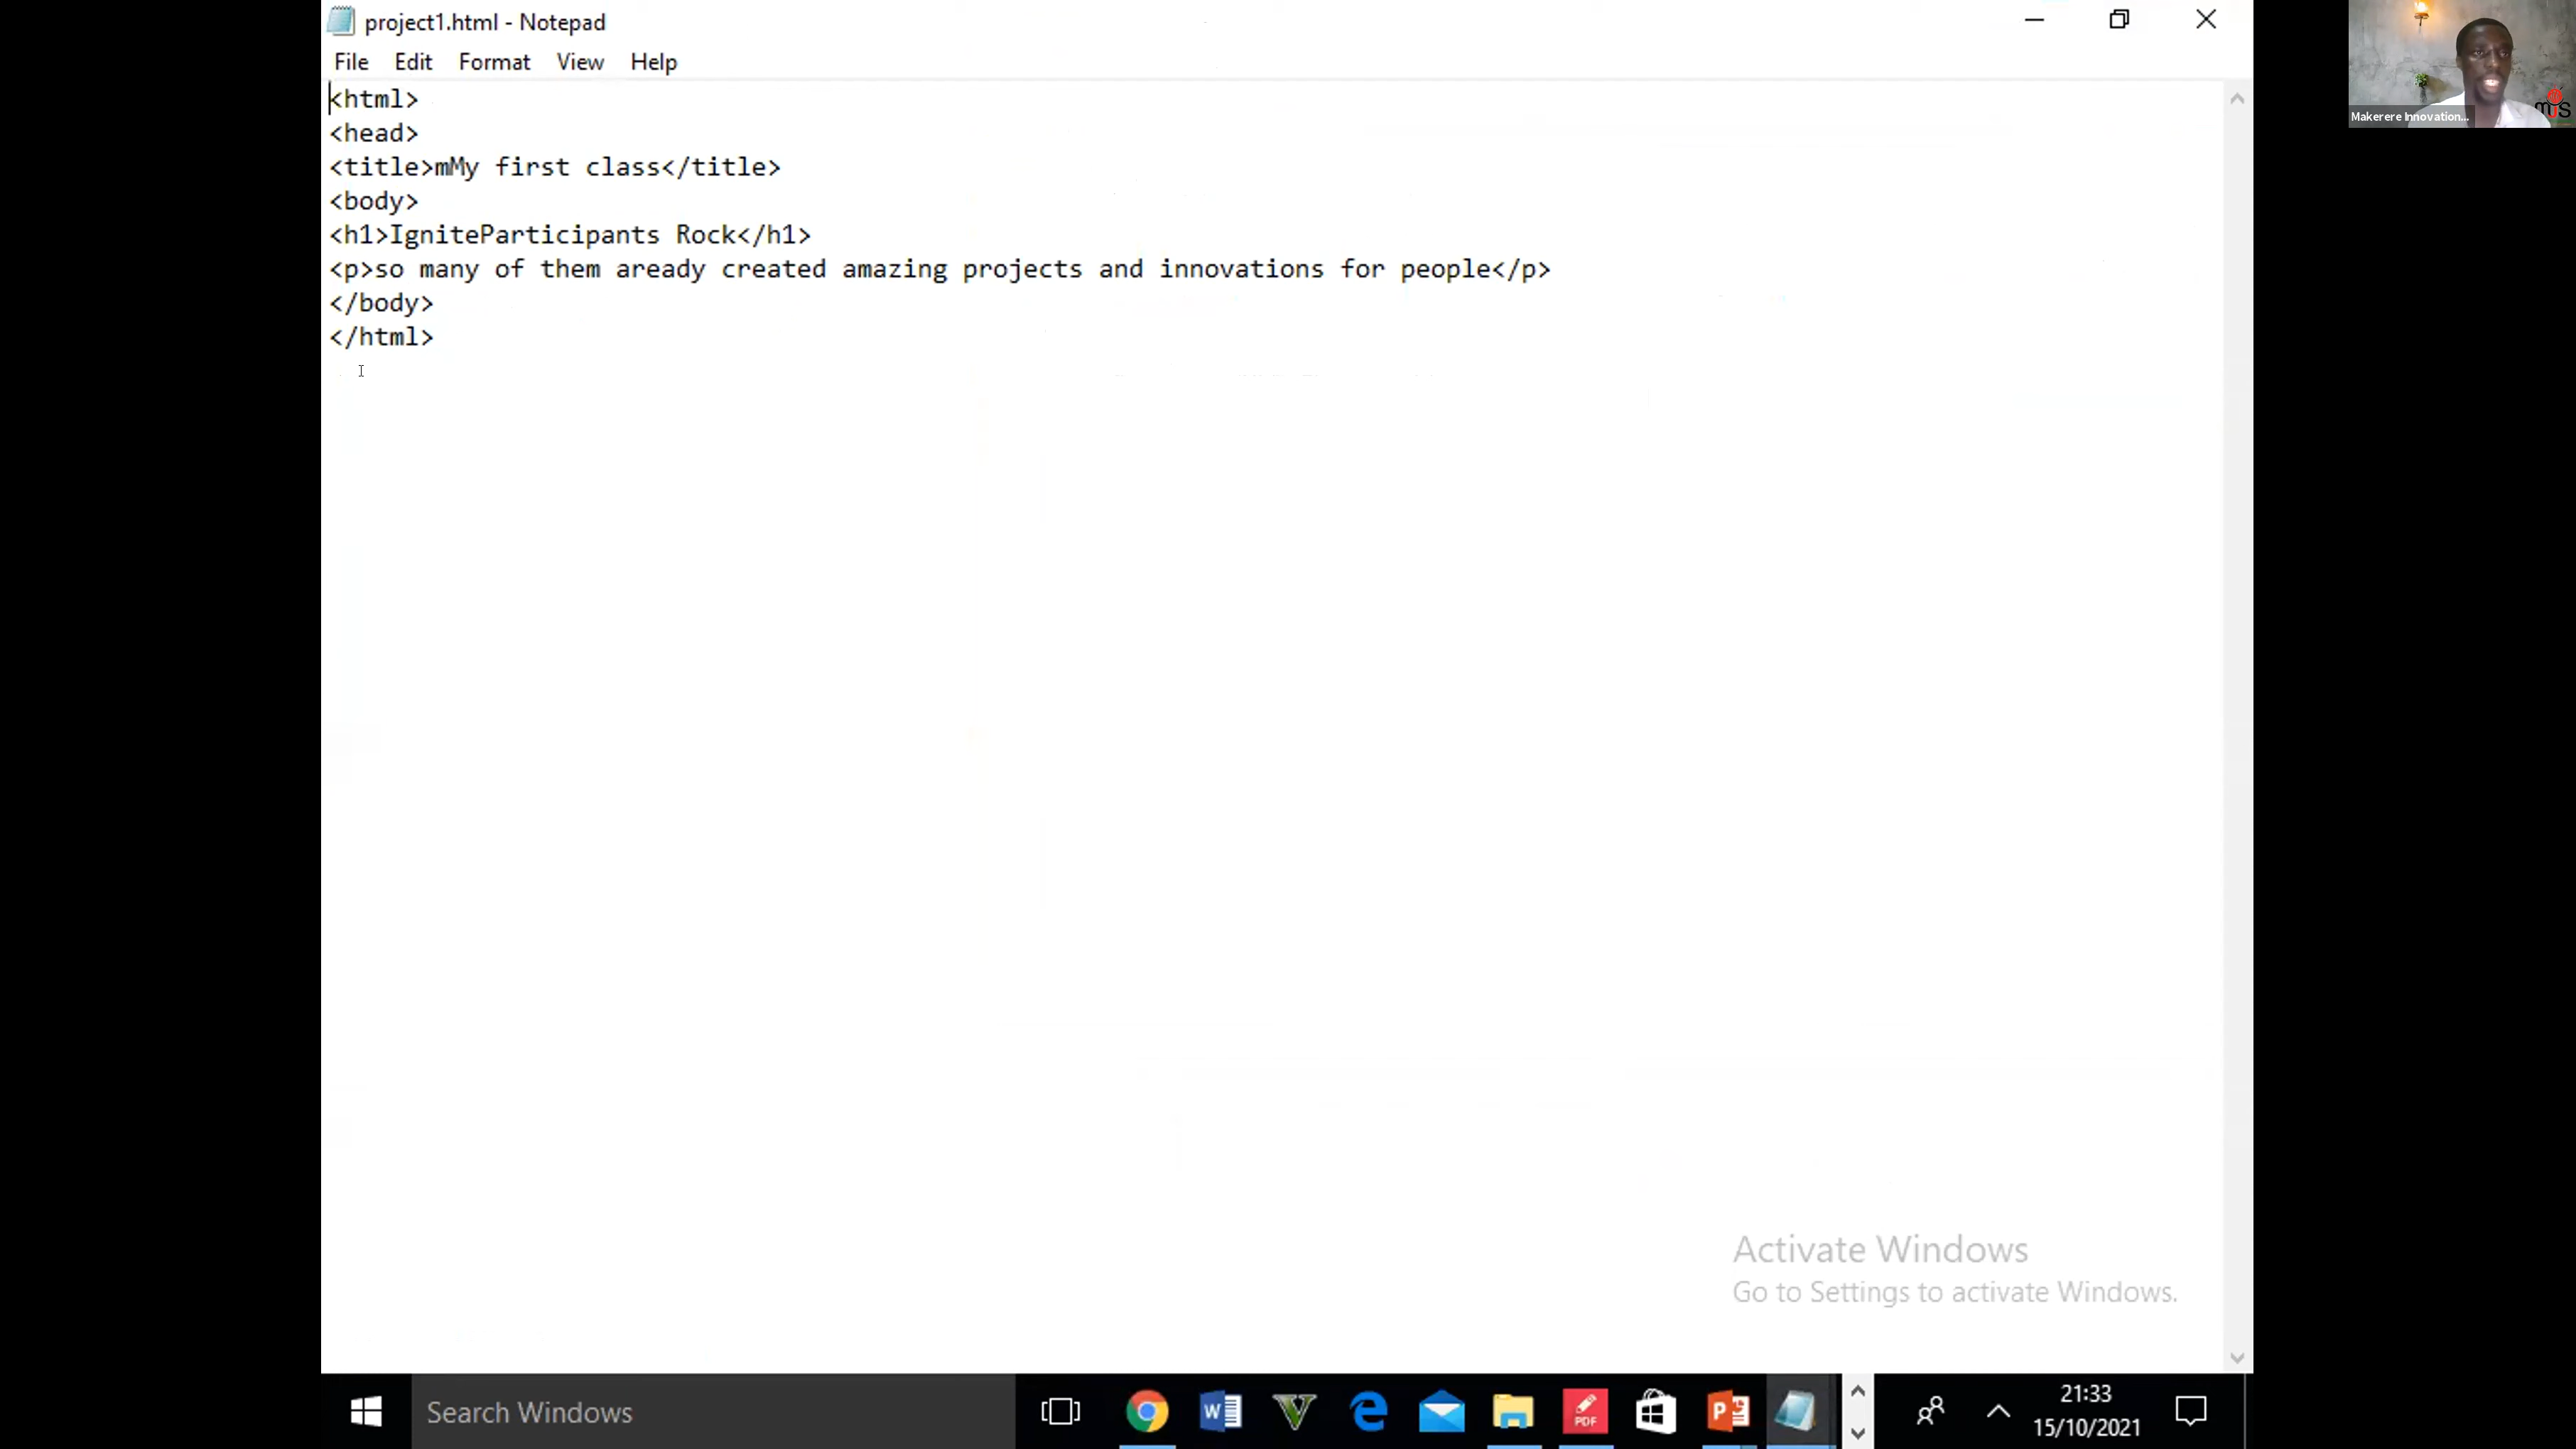 project1.html - Notepad
File Edit Format View Help
<html>
<head>
<title>mMy first class</title>
<body>
<h1>IgniteParticipants Rock</h1>
<p>so many of them aready created amazing projects and innovations for people</p>
</body>
</html>
Makerere Innovation...
mis
Activate Windows
Go to Settings to activate Windows.
Search Windows
W
V
e
PDF
P
21:33
15/10/2021